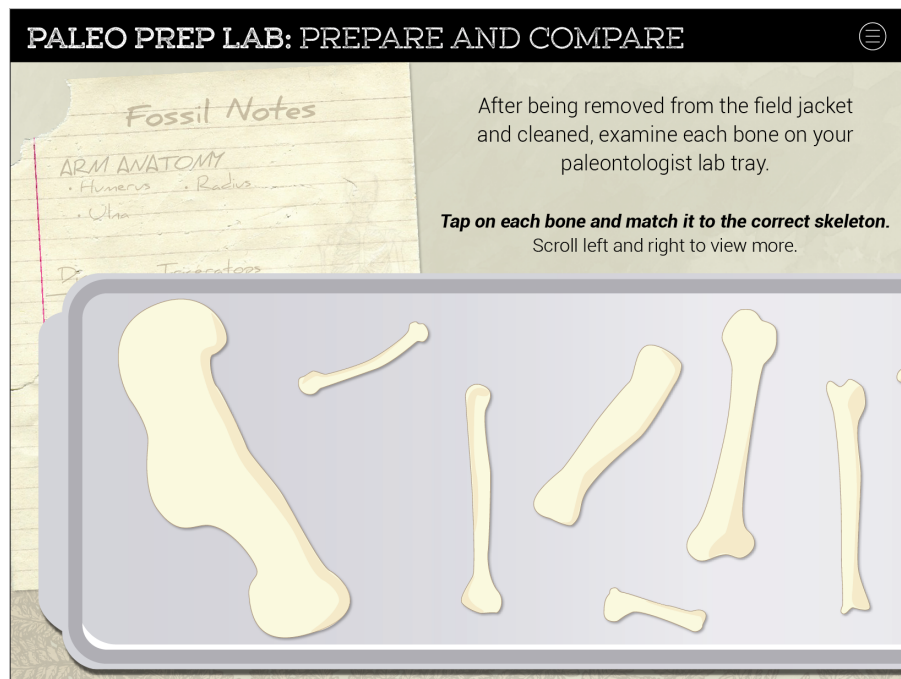 PALEO PREP LAB: PREPARE AND COMPARE
Fossil Notes
ARM ANATOMY
• Humerus • Radius
• Ulna
Triceratops
After being removed from the field jacket
and cleaned, examine each bone on your
paleontologist lab tray.
Tap on each bone and match it to the correct skeleton.
Scroll left and right to view more.